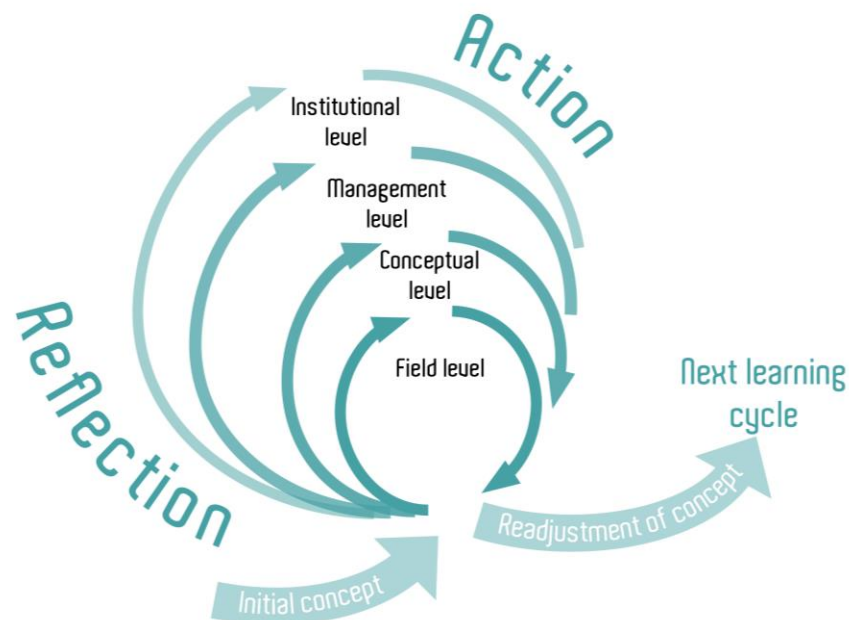 Action
Institutional
level
Management
level
Conceptual
level
Reflection
Field level
Next learning
cycle
Readjustment of concept
Initial concept